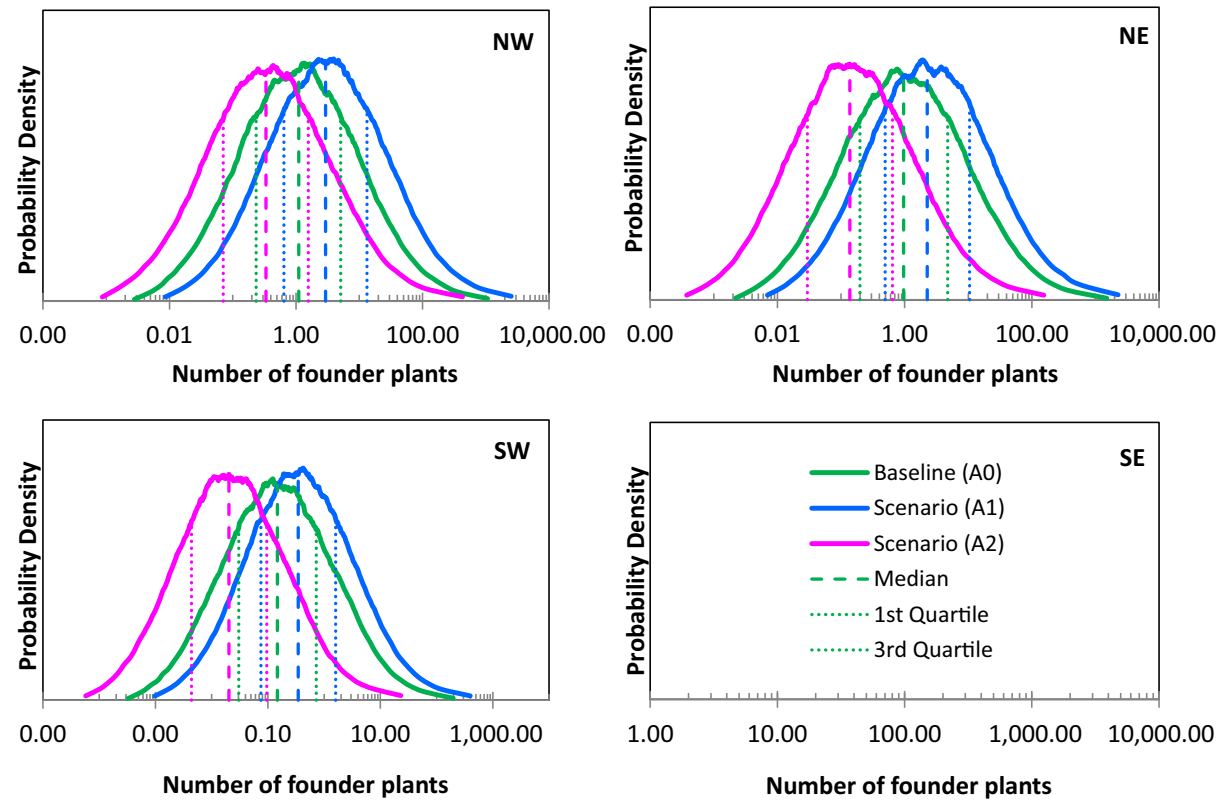 NW
Probability Density
0.00 0.01 1.00 100.00 10,000.00
Number of founder plants
NE
Probability Density
0.00 0.01 1.00 100.00 10,000.00
Number of founder plants
SW
Probability Density
0.00 0.00 0.10 10.00 1,000.00
Number of founder plants
SE
Probability Density
Baseline (A0)
Scenario (A1)
Scenario (A2)
Median
1st Quartile
3rd Quartile
1.00 10.00 100.00 1,000.00 10,000.00
Number of founder plants